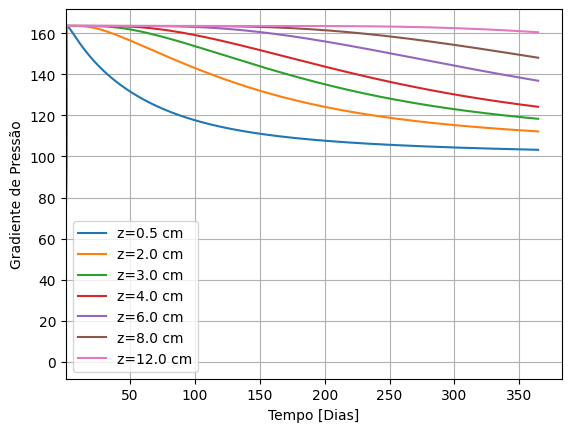 Gradiente de Pressão
160
140
120
100
80
60
40
20
0
z=0.5 cm
z=2.0 cm
z=3.0 cm
z=4.0 cm
z=6.0 cm
z=8.0 cm
z=12.0 cm
50 100 150 200 250 300 350
Tempo [Dias]